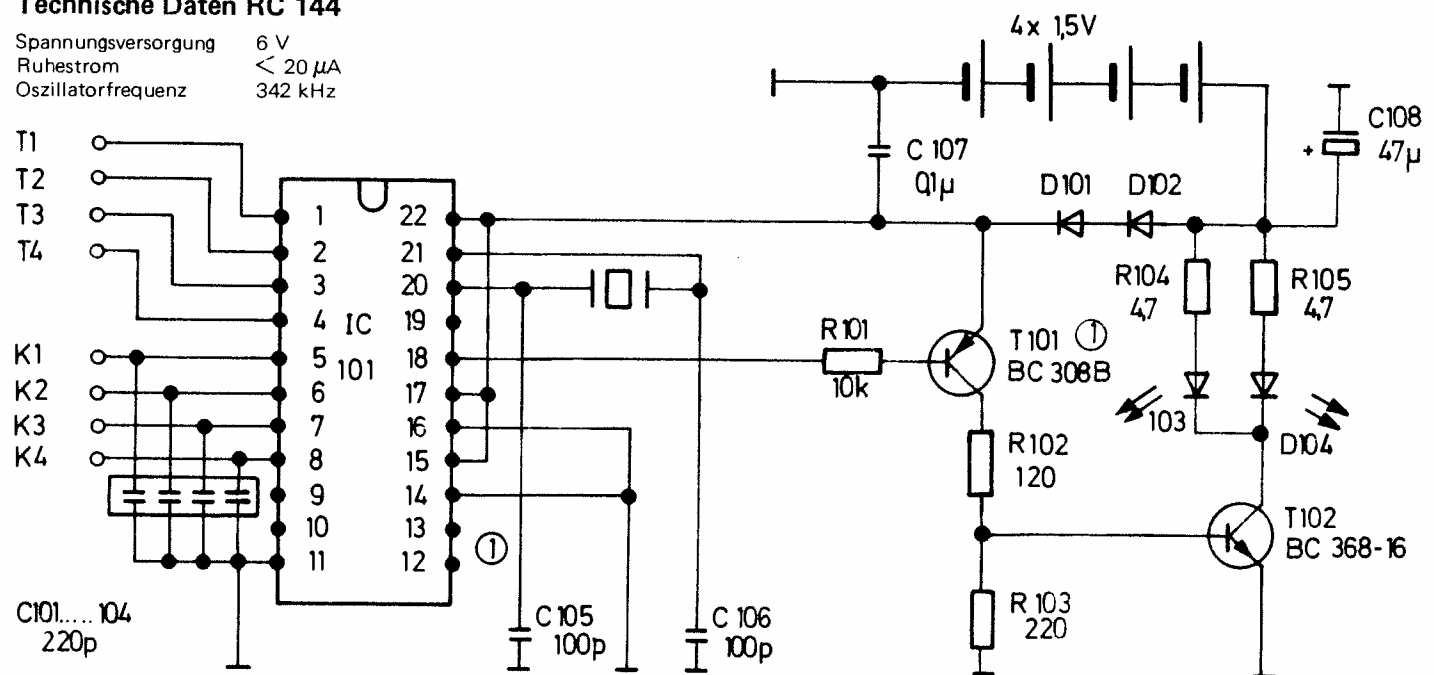 Technische Daten RC 144
Spannungsversorgung 6 V
Ruhestrom < 20 µA
Oszillatorfrequenz 342 kHz
4 x 1,5V
C108
47µ
+
C 107
0,1µ
D101 D102
T1
T2
T3
T4
K1
K2
K3
K4
1 22
2 21
3 20
4 19
IC
101
5 18
6 17
7 16
8 15
9 14
10 13
11 12
①
R104
4,7
R105
4,7
R101
10k
T101 ①
BC 308B
103
D104
R102
120
T102
BC 368-16
R 103
220
C101.....104
220p
C 105
100p
C 106
100p